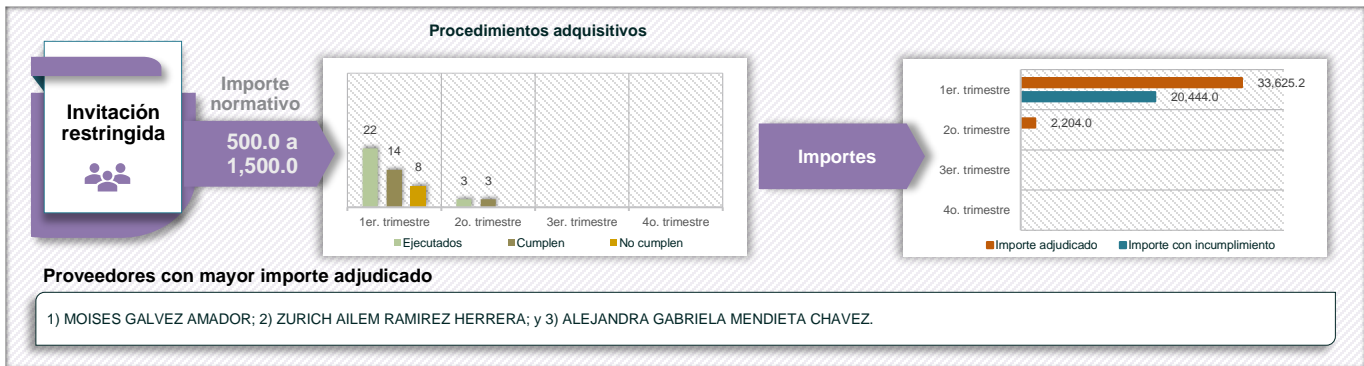 Procedimientos adquisitivos
Invitación
restringida
Importe
normativo
500.0 a
1,500.0
22
14
8
3
3
1er. trimestre
2o. trimestre
3er. trimestre
4o. trimestre
Ejecutados
Cumplen
No cumplen
Importes
1er. trimestre
33,625.2
20,444.0
2o. trimestre
2,204.0
3er. trimestre
4o. trimestre
Importe adjudicado
Importe con incumplimiento
Proveedores con mayor importe adjudicado
1) MOISES GALVEZ AMADOR; 2) ZURICH AILEM RAMIREZ HERRERA; y 3) ALEJANDRA GABRIELA MENDIETA CHAVEZ.